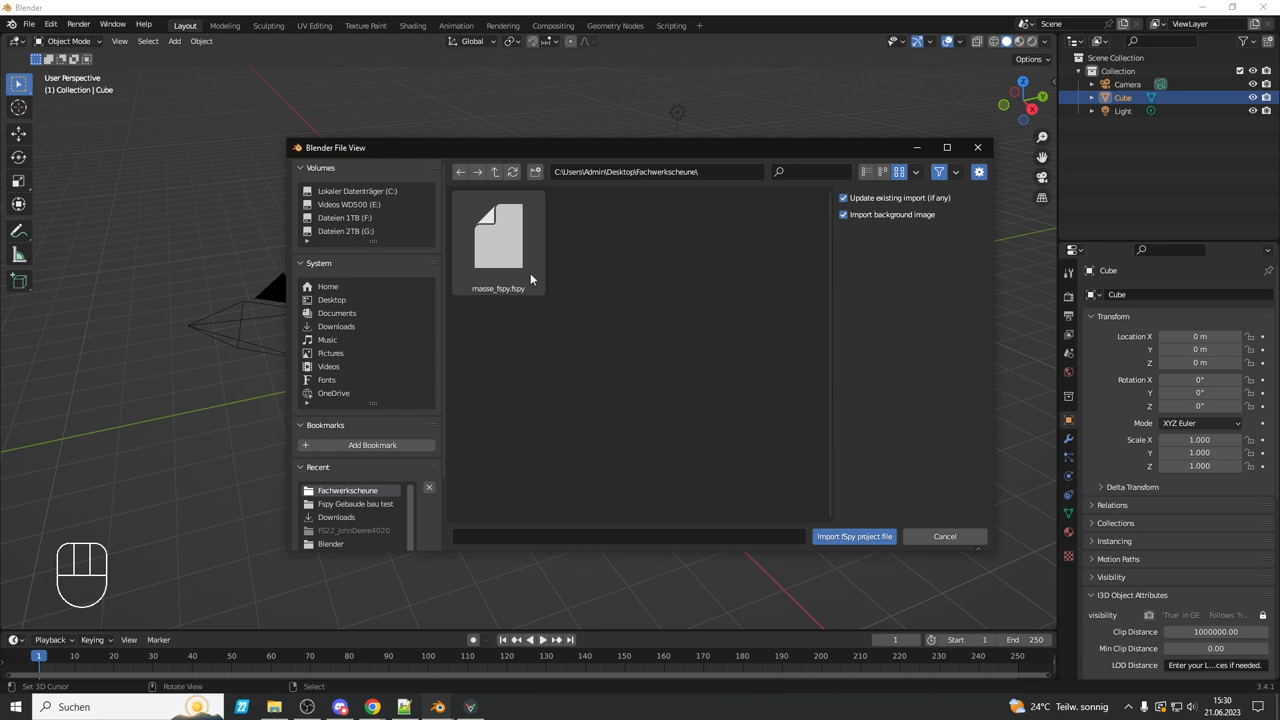 Blender
File Edit Render Window Help Layout Modeling Sculpting UV Editing Texture Paint Shading Animation Rendering Compositing Geometry Nodes Scripting + Scene ViewLayer
Object Mode View Select Add Object Global
Options
User Perspective
(1) Collection | Cube
Z
Y
X
Scene Collection
Collection
Camera
Cube
Light
Blender File View
Volumes
Lokaler Datenträger (C:)
Videos WD500 (E:)
Dateien 1TB (F:)
Dateien 2TB (G:)
System
Home
Desktop
Documents
Downloads
Music
Pictures
Videos
Fonts
OneDrive
Bookmarks
+ Add Bookmark
Recent
Fachwerkscheune
Fspy Gebaude bau test
Downloads
FS22_JohnDeere4020
Blender
C:\Users\Admin\Desktop\Fachwerkscheune\
masse_fspy.fspy
Update existing import (if any)
Import background image
Import fSpy project file Cancel
Cube
Cube
Transform
Location X 0 m
Y 0 m
Z 0 m
Rotation X 0°
Y 0°
Z 0°
Mode XYZ Euler
Scale X 1.000
Y 1.000
Z 1.000
Delta Transform
Relations
Collections
Instancing
Motion Paths
Visibility
I3D Object Attributes
visibility 'True' in GE Follows 'h...
Clip Distance 1000000.00
Min Clip Distance 0.00
LOD Distance Enter your L...ces if needed.
Playback Keying View Marker 1 Start 1 End 250
1 10 20 30 40 50 60 70 80 90 100 110 120 130 140 150 160 170 180 190 200 210 220 230 240 250
Set 3D Cursor Rotate View Select 3.4.1
Suchen 24°C Teilw. sonnig 15:30
21.06.2023